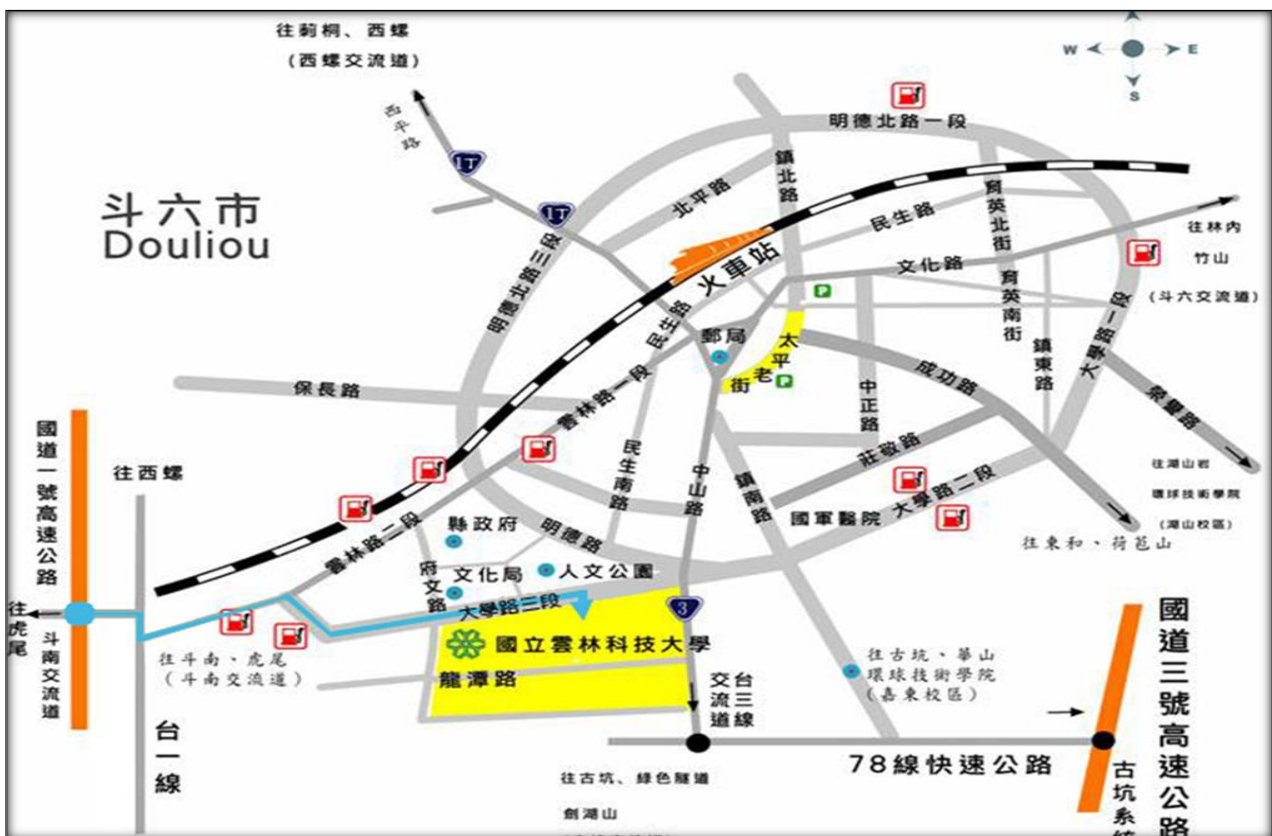 往莿桐、西螺
(西螺交流道)
W E
S
西平路
1T
1T
明德北路一段
鎮北路
北平路
斗六市
Douliou
民生路
育英北街
往林內
竹山
(斗六交流道)
文化路
火車站
明德北路三段
P
育英南街
民生路
郵局
太平老街
P
鎮東路
大學路一段
成功路
中正路
保長路
雲林路一段
國道一號高速公路
往西螺
民生南路
中山路
鎮南路
莊敬路
往湖山岩
環球技術學院
(湖山校區)
大學路二段
國軍醫院
往東和、荷苞山
縣政府
明德路
雲林路二段
府文路
文化局
人文公園
大學路三段
3
往虎尾
斗南交流道
往斗南、虎尾
(斗南交流道)
國立雲林科技大學
龍潭路
往古坑、華山
環球技術學院
(嘉東校區)
國道三號高速公路
台三線
交流道
台一線
78線快速公路
古坑系
往古坑、綠色隧道
劍湖山